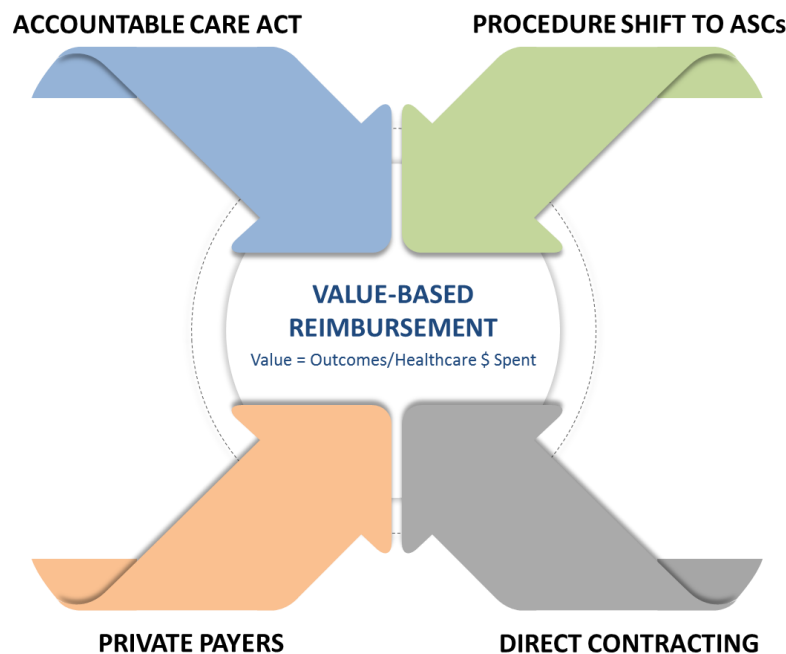 ACCOUNTABLE CARE ACT
PROCEDURE SHIFT TO ASCs
VALUE-BASED
REIMBURSEMENT
Value = Outcomes/Healthcare $ Spent
PRIVATE PAYERS
DIRECT CONTRACTING